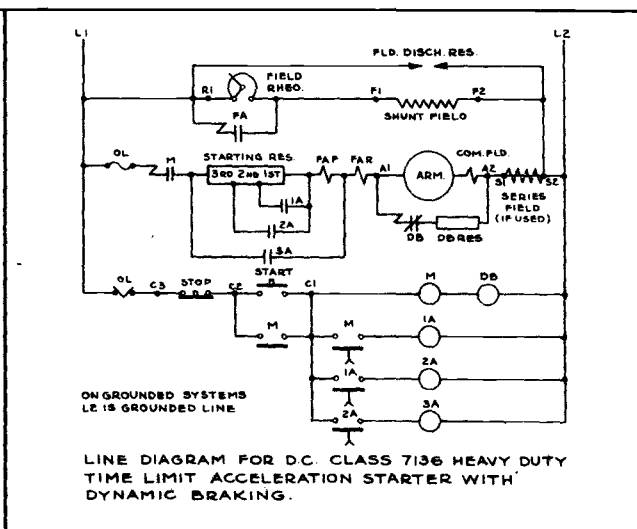 L1
L2
FLD. DISCH. RES.
R1
FIELD
RHEO.
F1
F2
FA
SHUNT FIELD
OL
M
STARTING RES.
3RD 2ND 1ST
FAP
FAR
A1
ARM.
COM. FLD.
A2
S1
S2
1A
2A
3A
DB
DB RES
SERIES
FIELD
(IF USED)
OL
C3
STOP
C2
START
C1
M
DB
M
M
1A
1A
2A
2A
3A
ON GROUNDED SYSTEMS
L2 IS GROUNDED LINE
LINE DIAGRAM FOR D.C. CLASS 7136 HEAVY DUTY
TIME LIMIT ACCELERATION STARTER WITH
DYNAMIC BRAKING.